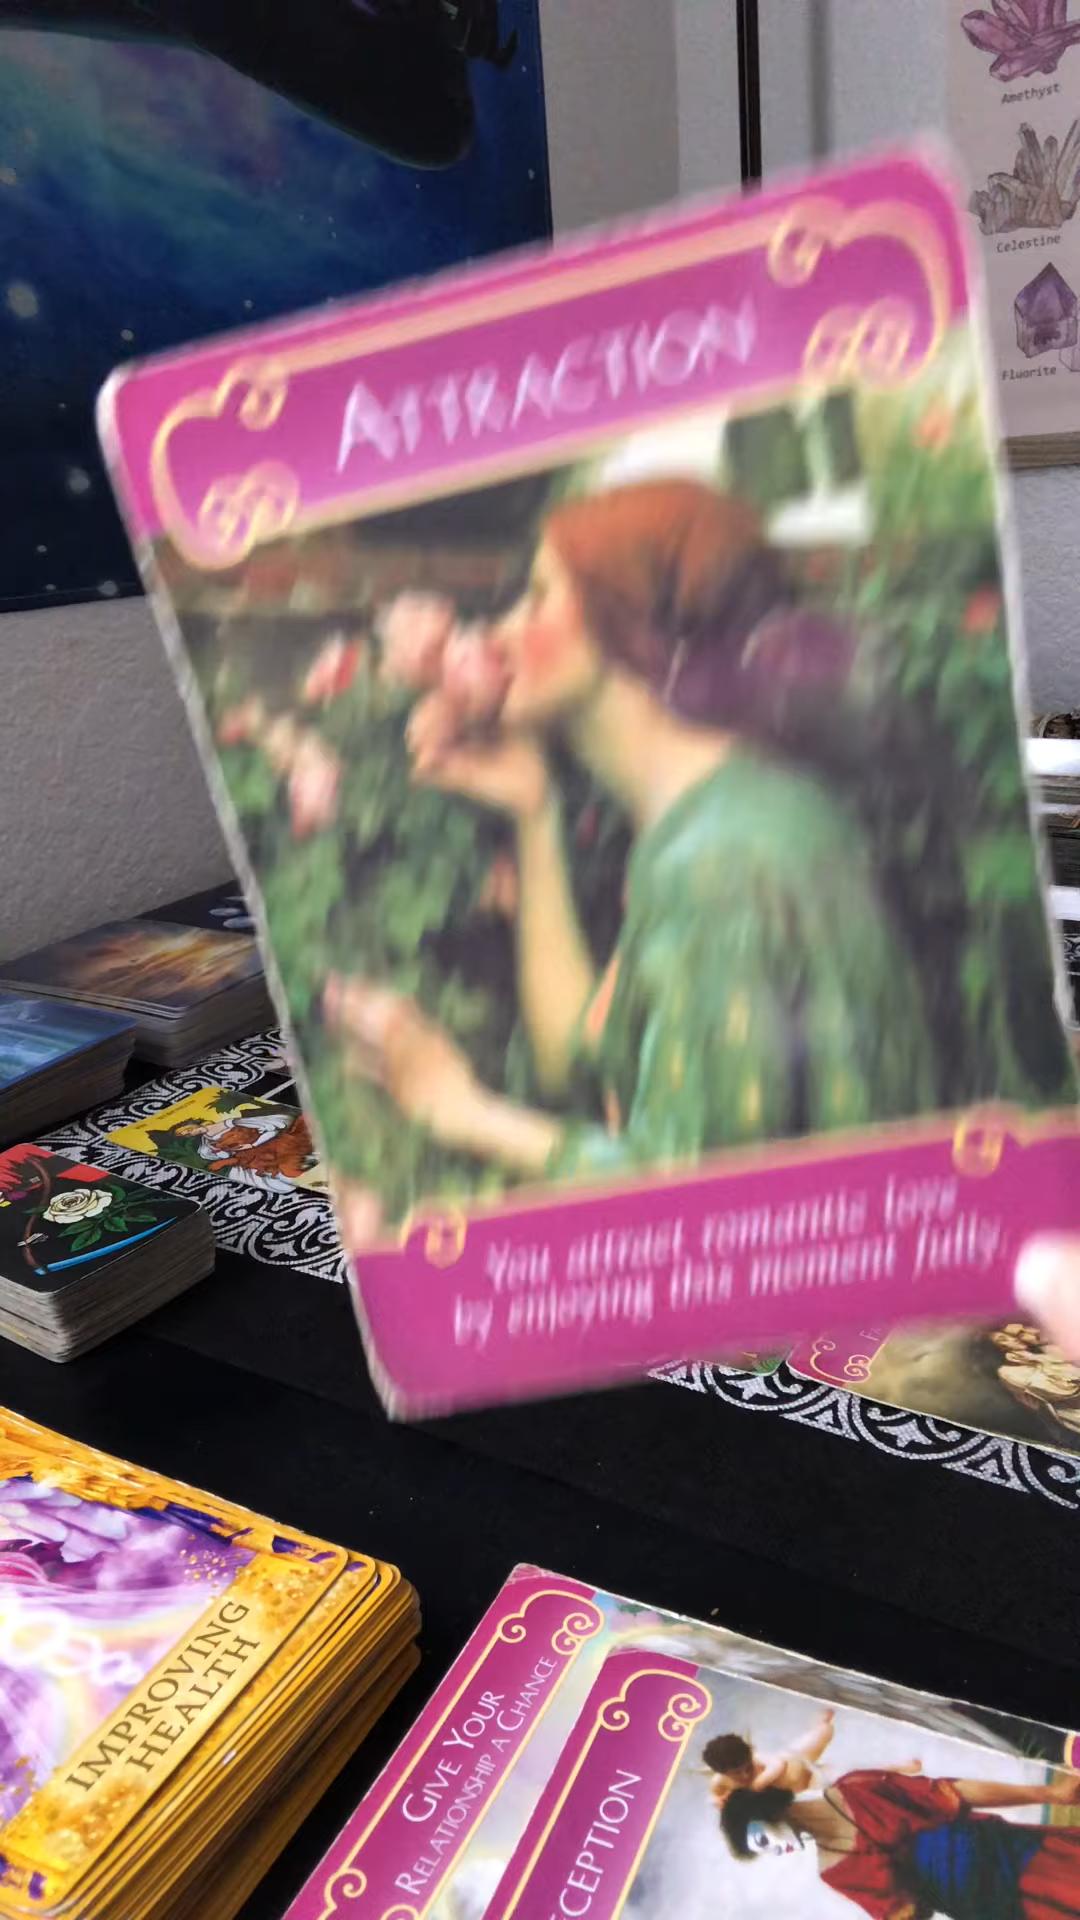 Amethyst
Celestine
Fluorite
ATTRACTION
You attract romantic love
by enjoying this moment fully.
IMPROVING
HEALTH
GIVE YOUR
RELATIONSHIP A CHANCE
CEPTION